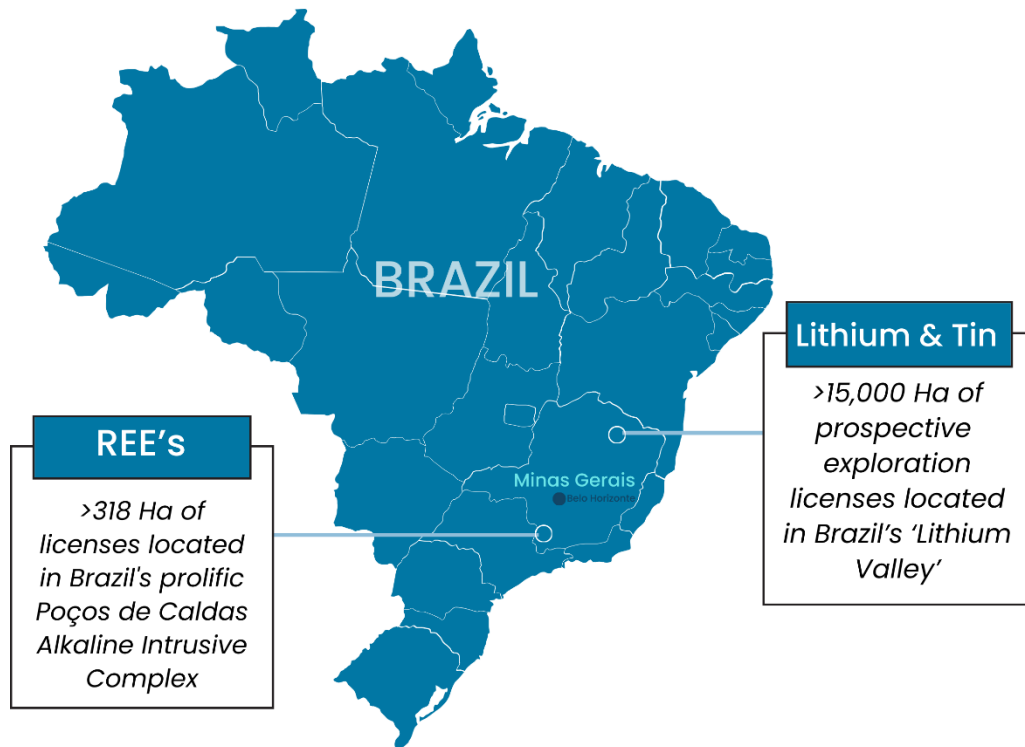 BRAZIL
Lithium & Tin
>15,000 Ha of
prospective
exploration
licenses located
in Brazil’s ‘Lithium
Valley’
REE’s
>318 Ha of
licenses located
in Brazil's prolific
Poços de Caldas
Alkaline Intrusive
Complex
Minas Gerais
Belo Horizonte